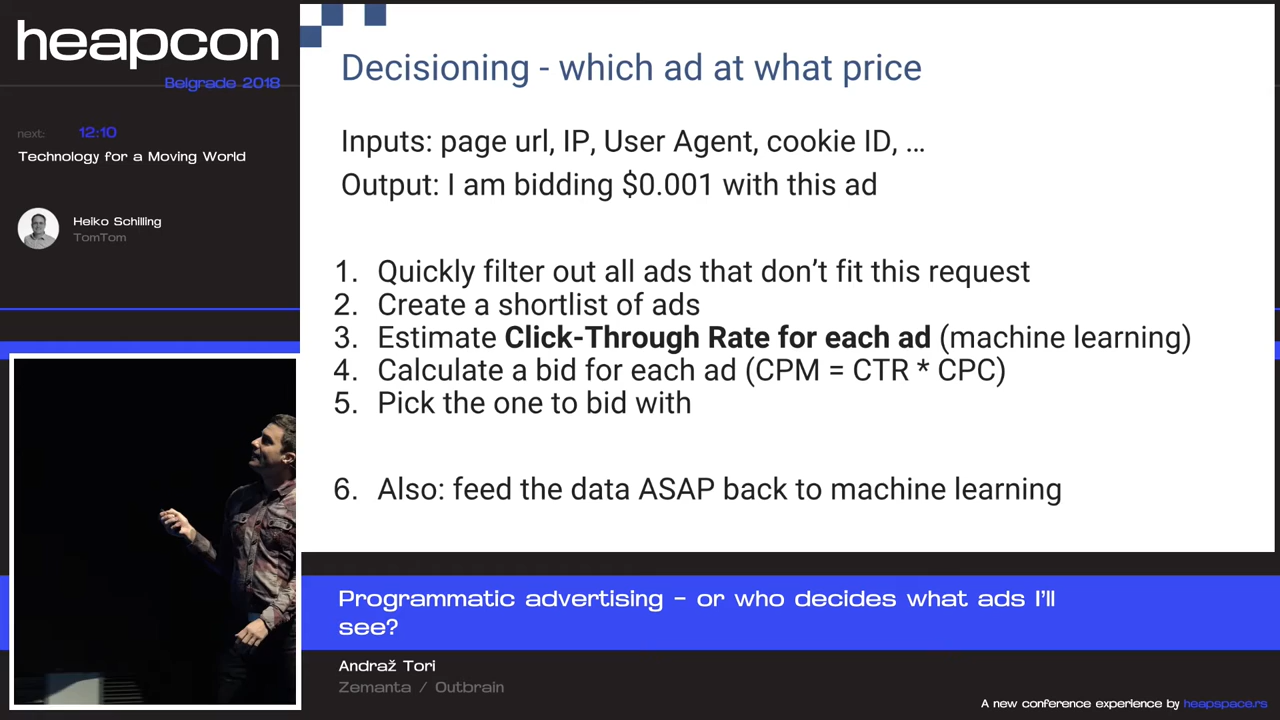 heapcon
Belgrade 2018
next: 12:10
Technology for a Moving World
Heiko Schilling
TomTom
Decisioning - which ad at what price
Inputs: page url, IP, User Agent, cookie ID, ...
Output: I am bidding $0.001 with this ad
1. Quickly filter out all ads that don’t fit this request
2. Create a shortlist of ads
3. Estimate Click-Through Rate for each ad (machine learning)
4. Calculate a bid for each ad (CPM = CTR * CPC)
5. Pick the one to bid with
6. Also: feed the data ASAP back to machine learning
Programmatic advertising - or who decides what ads I'll
see?
Andraž Tori
Zemanta / Outbrain
A new conference experience by heapspace.rs